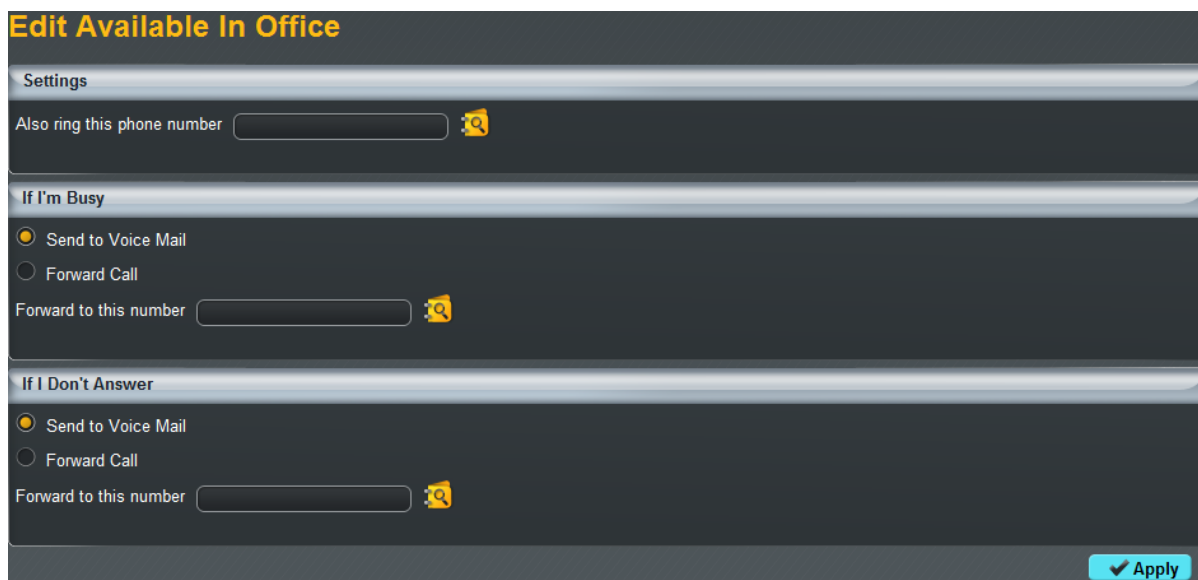 Edit Available In Office
Settings
Also ring this phone number
If I'm Busy
Send to Voice Mail
Forward Call
Forward to this number
If I Don't Answer
Send to Voice Mail
Forward Call
Forward to this number
Apply